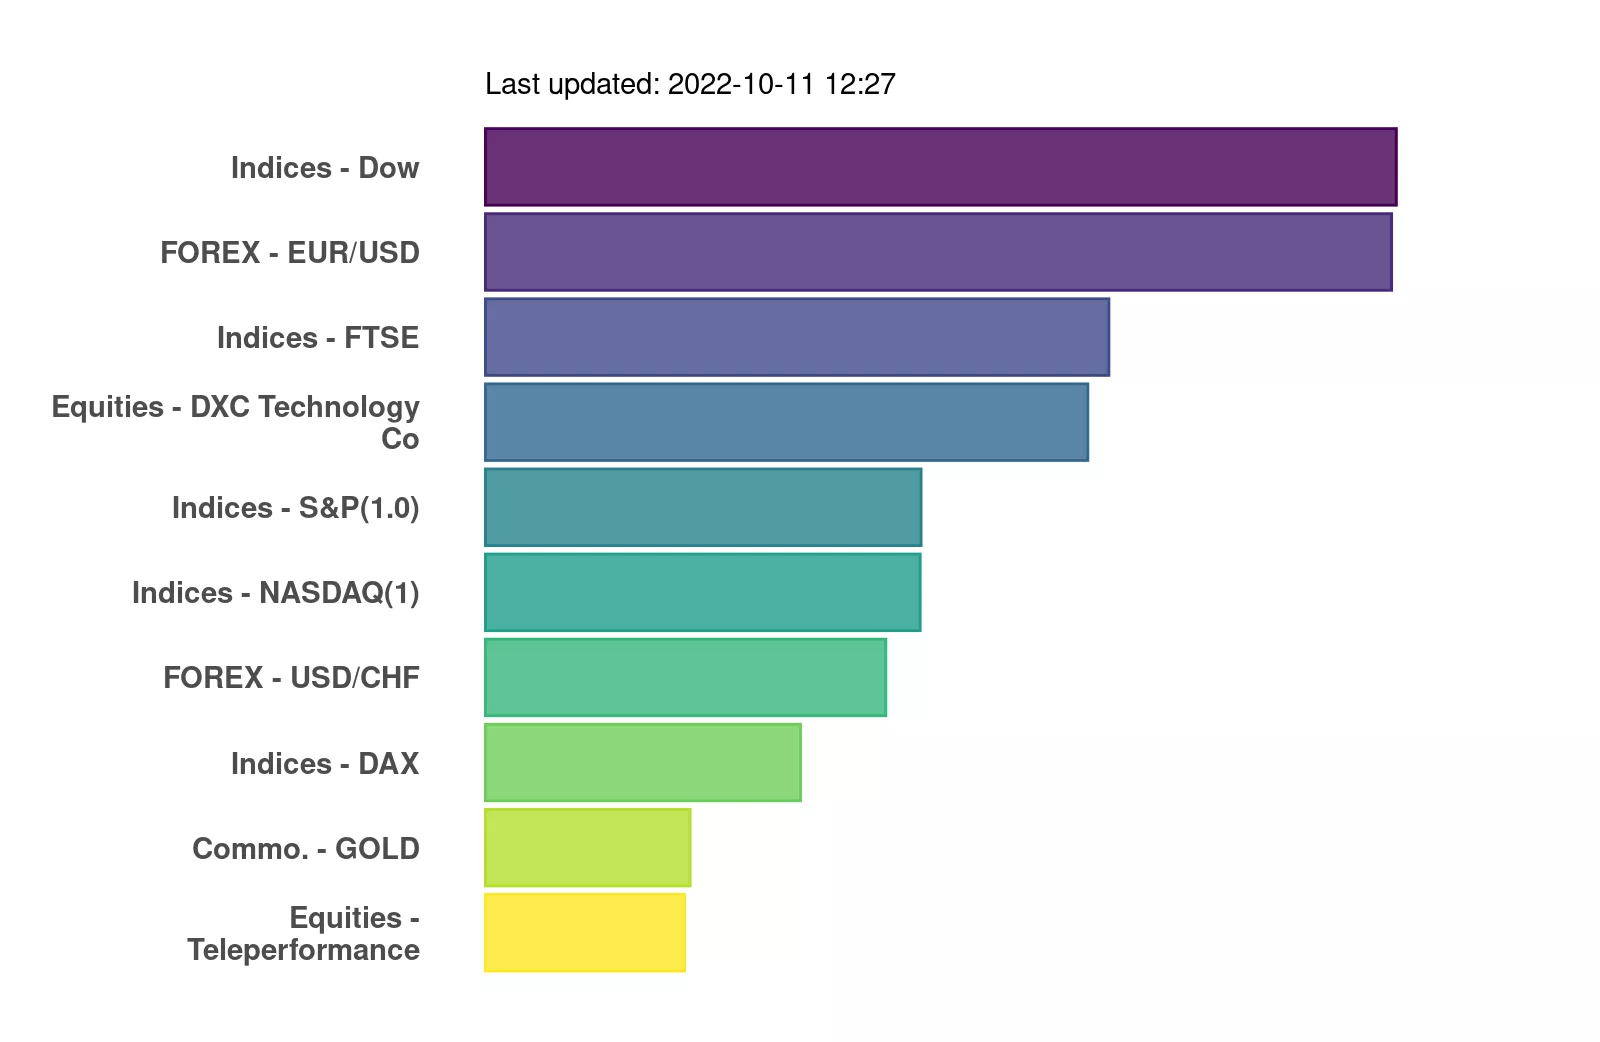 Last updated: 2022-10-11 12:27
Indices - Dow
FOREX - EUR/USD
Indices - FTSE
Equities - DXC Technology
Co
Indices - S&P(1.0)
Indices - NASDAQ(1)
FOREX - USD/CHF
Indices - DAX
Commo. - GOLD
Equities -
Teleperformance